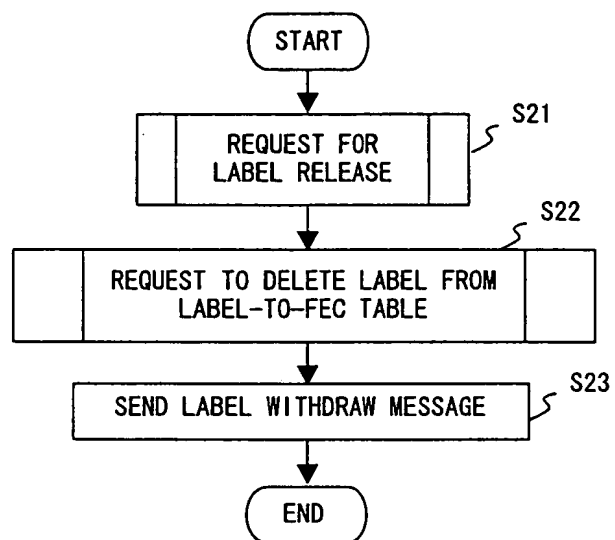 START
REQUEST FOR
LABEL RELEASE
S21
REQUEST TO DELETE LABEL FROM
LABEL-TO-FEC TABLE
S22
SEND LABEL WITHDRAW MESSAGE
S23
END